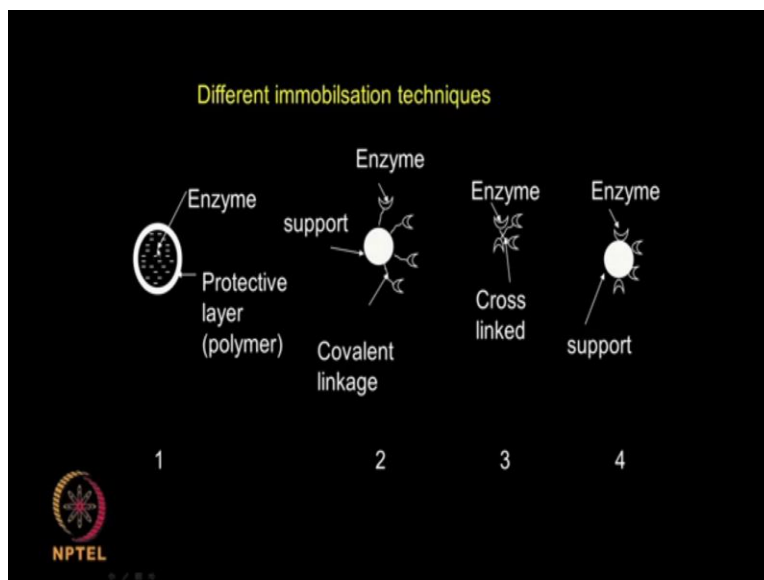 Different immobilsation techniques
Enzyme
Protective
layer
(polymer)
Enzyme
support
Covalent
linkage
Enzyme
Cross
linked
Enzyme
support
1
2
3
4
NPTEL